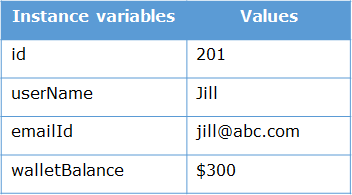 Instance variables Values
id 201
userName Jill
emailId jill@abc.com
walletBalance $300